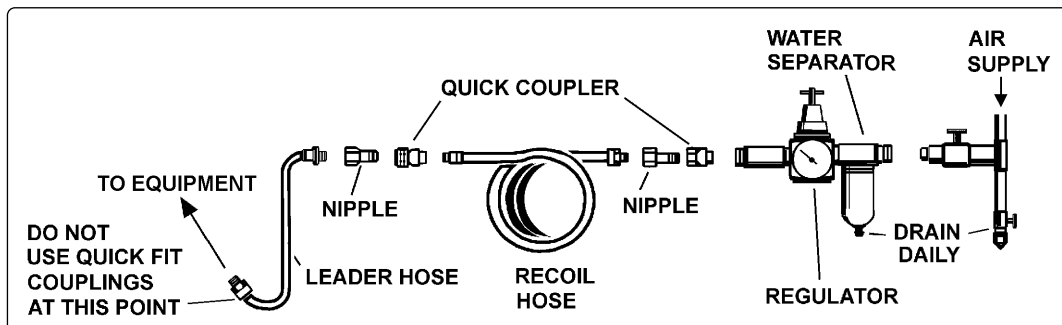 WATER
SEPARATOR
AIR
SUPPLY
QUICK COUPLER
TO EQUIPMENT
NIPPLE
NIPPLE
DO NOT
USE QUICK FIT
COUPLINGS
AT THIS POINT
LEADER HOSE
RECOIL
HOSE
DRAIN
DAILY
REGULATOR